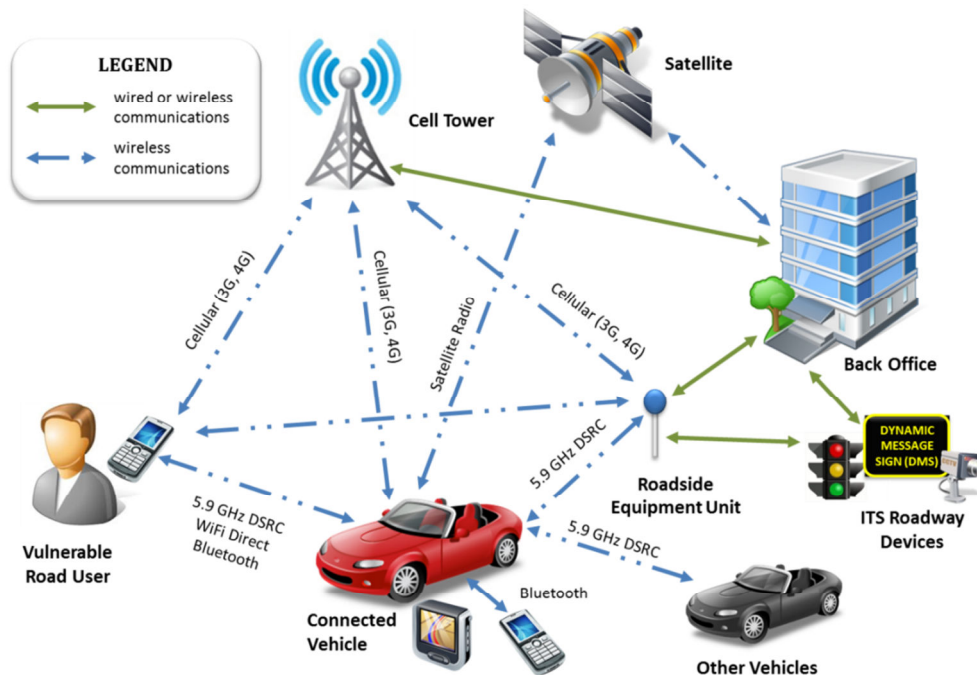 LEGEND
wired or wireless
communications
wireless
communications
Cell Tower
Satellite
Cellular (3G, 4G)
Cellular (3G, 4G)
Satellite Radio
Cellular (3G, 4G)
Back Office
5.9 GHz DSRC
DYNAMIC
MESSAGE
SIGN (DMS)
Roadside
Equipment Unit
ITS Roadway
Devices
5.9 GHz DSRC
WiFi Direct
Bluetooth
5.9 GHz DSRC
Vulnerable
Road User
Bluetooth
Connected
Vehicle
Other Vehicles